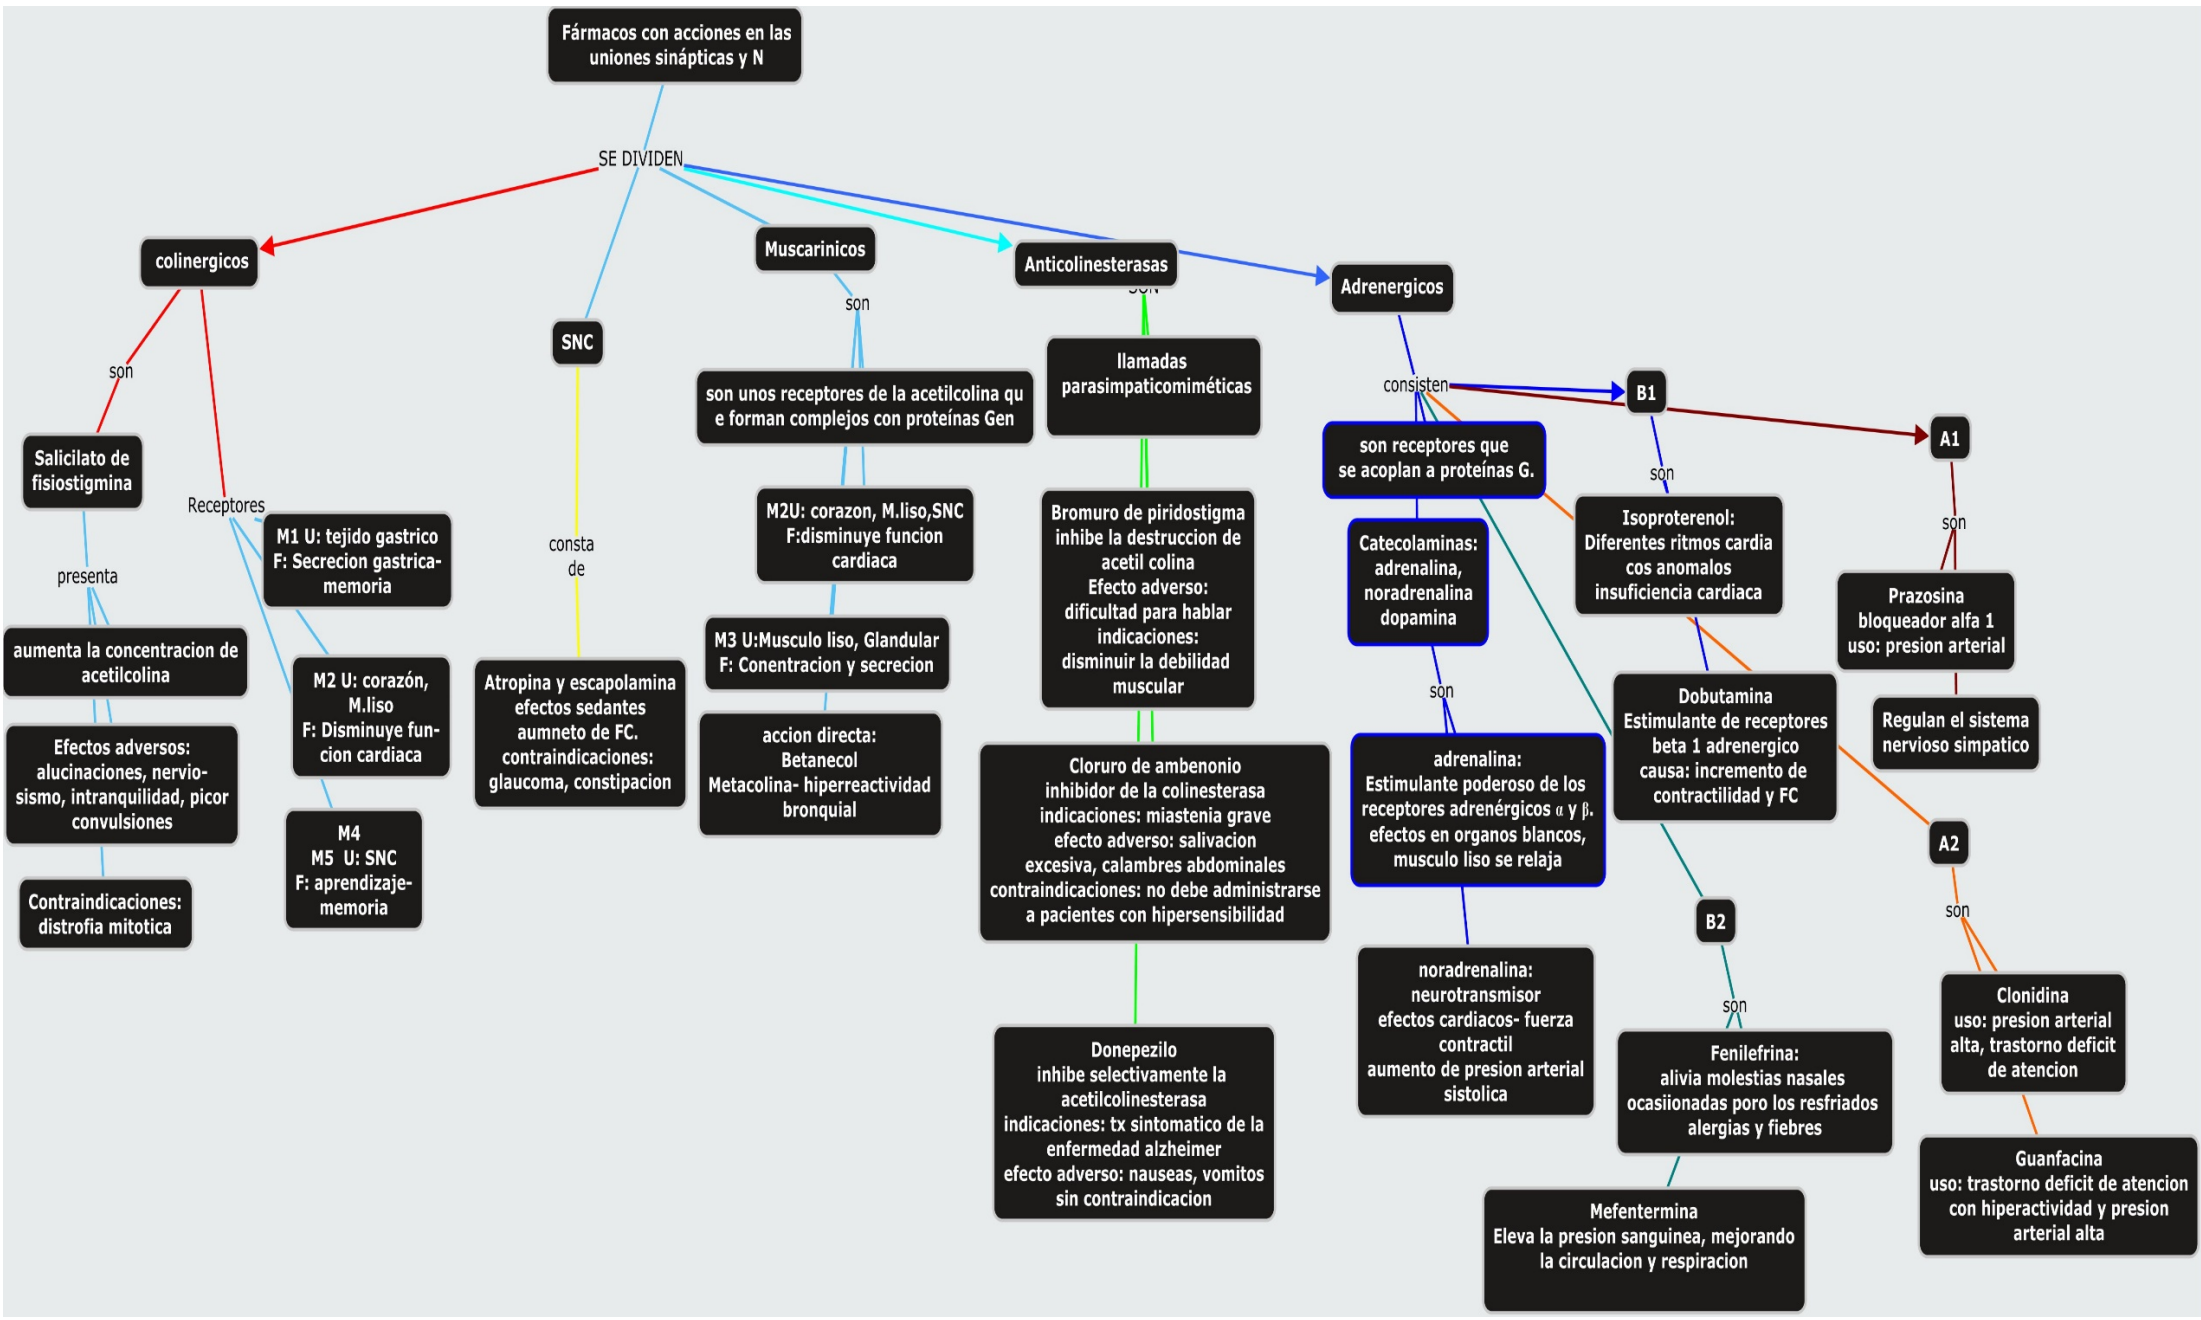 Fármacos con acciones en las
uniones sinápticas y N
SE DIVIDEN
colinergicos
son
Salicilato de
fisiostigmina
presenta
aumenta la concentracion de
acetilcolina
Efectos adversos:
alucinaciones, nervio-
sismo, intranquilidad, picor
convulsiones
Contraindicaciones:
distrofia mitotica
Receptores
M1 U: tejido gastrico
F: Secrecion gastrica-
memoria
M2 U: corazón,
M.liso
F: Disminuye fun-
cion cardiaca
M4
M5 U: SNC
F: aprendizaje-
memoria
SNC
consta
de
Atropina y escapolamina
efectos sedantes
aumneto de FC.
contraindicaciones:
glaucoma, constipacion
Muscarinicos
son
son unos receptores de la acetilcolina qu
e forman complejos con proteínas Gen
M2U: corazon, M.liso,SNC
F:disminuye funcion
cardiaca
M3 U:Musculo liso, Glandular
F: Conentracion y secrecion
accion directa:
Betanecol
Metacolina- hiperreactividad
bronquial
Anticolinesterasas
SON
llamadas
parasimpaticomiméticas
Bromuro de piridostigma
inhibe la destruccion de
acetil colina
Efecto adverso:
dificultad para hablar
indicaciones:
disminuir la debilidad
muscular
Cloruro de ambenonio
inhibidor de la colinesterasa
indicaciones: miastenia grave
efecto adverso: salivacion
excesiva, calambres abdominales
contraindicaciones: no debe administrarse
a pacientes con hipersensibilidad
Donepezilo
inhibe selectivamente la
acetilcolinesterasa
indicaciones: tx sintomatico de la
enfermedad alzheimer
efecto adverso: nauseas, vomitos
sin contraindicacion
Adrenergicos
consisten
son receptores que
se acoplan a proteínas G.
Catecolaminas:
adrenalina,
noradrenalina
dopamina
son
adrenalina:
Estimulante poderoso de los
receptores adrenérgicos α y β.
efectos en organos blancos,
musculo liso se relaja
noradrenalina:
neurotransmisor
efectos cardiacos- fuerza
contractil
aumento de presion arterial
sistolica
B1
son
Isoproterenol:
Diferentes ritmos cardia
cos anomalos
insuficiencia cardiaca
Dobutamina
Estimulante de receptores
beta 1 adrenergico
causa: incremento de
contractilidad y FC
B2
son
Fenilefrina:
alivia molestias nasales
ocasiionadas poro los resfriados
alergias y fiebres
Mefentermina
Eleva la presion sanguinea, mejorando
la circulacion y respiracion
A1
son
Prazosina
bloqueador alfa 1
uso: presion arterial
Regulan el sistema
nervioso simpatico
A2
son
Clonidina
uso: presion arterial
alta, trastorno deficit
de atencion
Guanfacina
uso: trastorno deficit de atencion
con hiperactividad y presion
arterial alta